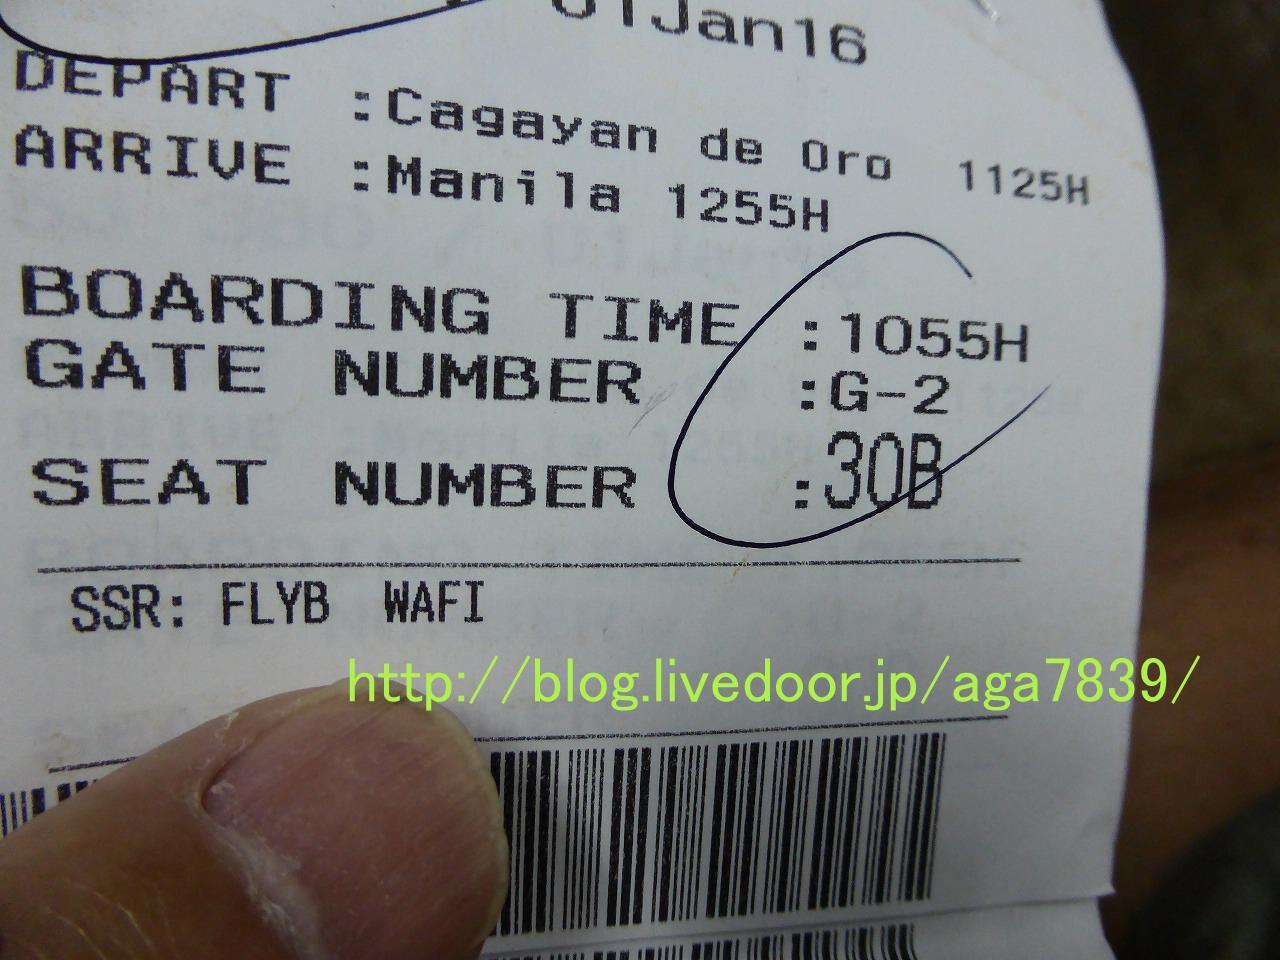 01Jan16
DEPART :Cagayan de Oro 1125H
ARRIVE :Manila 1255H
BOARDING TIME :1055H
GATE NUMBER :G-2
SEAT NUMBER :30B
SSR: FLYB WAFI
http://blog.livedoor.jp/aga7839/